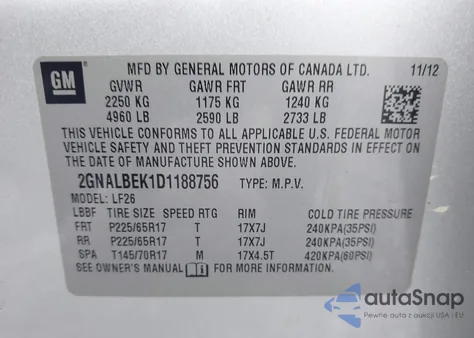 GM
MFD BY GENERAL MOTORS OF CANADA LTD. 11/12
GVWR GAWR FRT GAWR RR
2250 KG 1175 KG 1240 KG
4960 LB 2590 LB 2733 LB
THIS VEHICLE CONFORMS TO ALL APPLICABLE U.S. FEDERAL MOTOR
VEHICLE SAFETY AND THEFT PREVENTION STANDARDS IN EFFECT ON
THE DATE OF MANUFACTURE SHOWN ABOVE.
2GNALBEK1D1188756 TYPE: M.P.V.
MODEL: LF26
LBBF TIRE SIZE SPEED RTG RIM COLD TIRE PRESSURE
FRT P225/65R17 T 17X7J 240KPA(35PSI)
RR P225/65R17 T 17X7J 240KPA(35PSI)
SPA T145/70R17 M 17X4.5T 420KPA(60PSI)
SEE OWNER'S MANUAL i FOR MORE INFORMATION.
autoSnap
Pewne auta z aukcji USA i EU